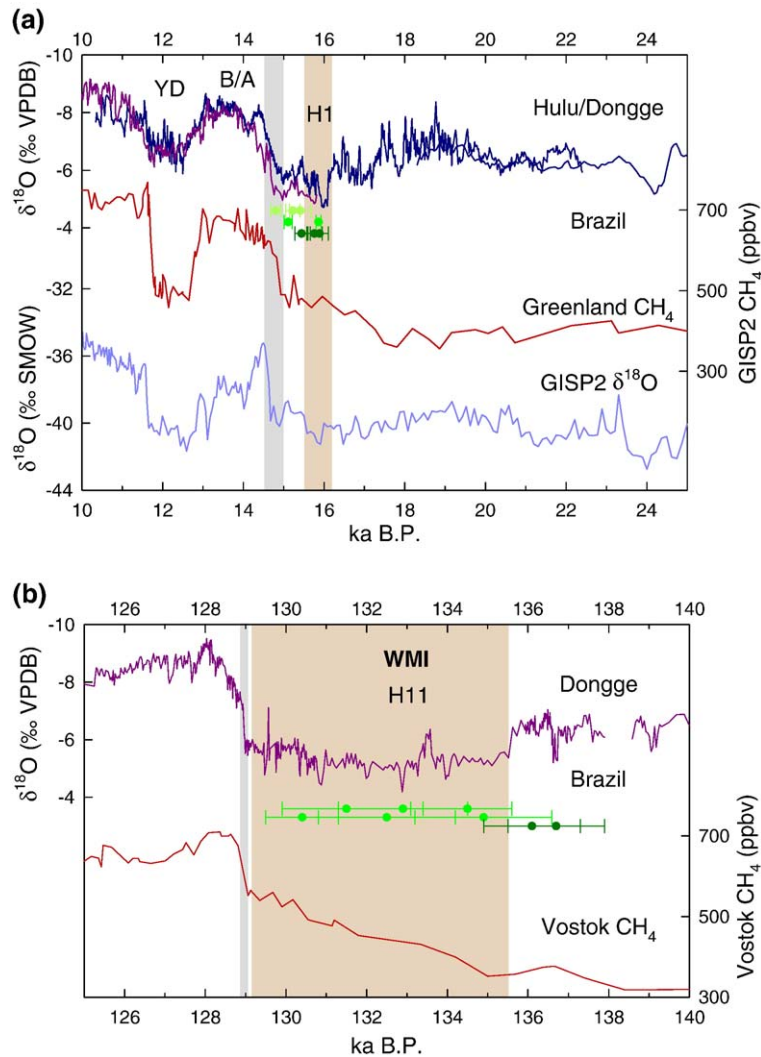 (a)
10 12 14 16 18 20 22 24
-10
-8
-6
-4
δ¹⁸O (‰ VPDB)
YD
B/A
H1
Hulu/Dongge
Brazil
700
500
300
GISP2 CH₄ (ppbv)
Greenland CH₄
-32
-36
-40
-44
δ¹⁸O (‰ SMOW)
GISP2 δ¹⁸O
10 12 14 16 18 20 22 24
ka B.P.
(b)
126 128 130 132 134 136 138 140
-10
-8
-6
-4
δ¹⁸O (‰ VPDB)
WMI
H11
Dongge
Brazil
700
500
300
Vostok CH₄ (ppbv)
Vostok CH₄
126 128 130 132 134 136 138 140
ka B.P.